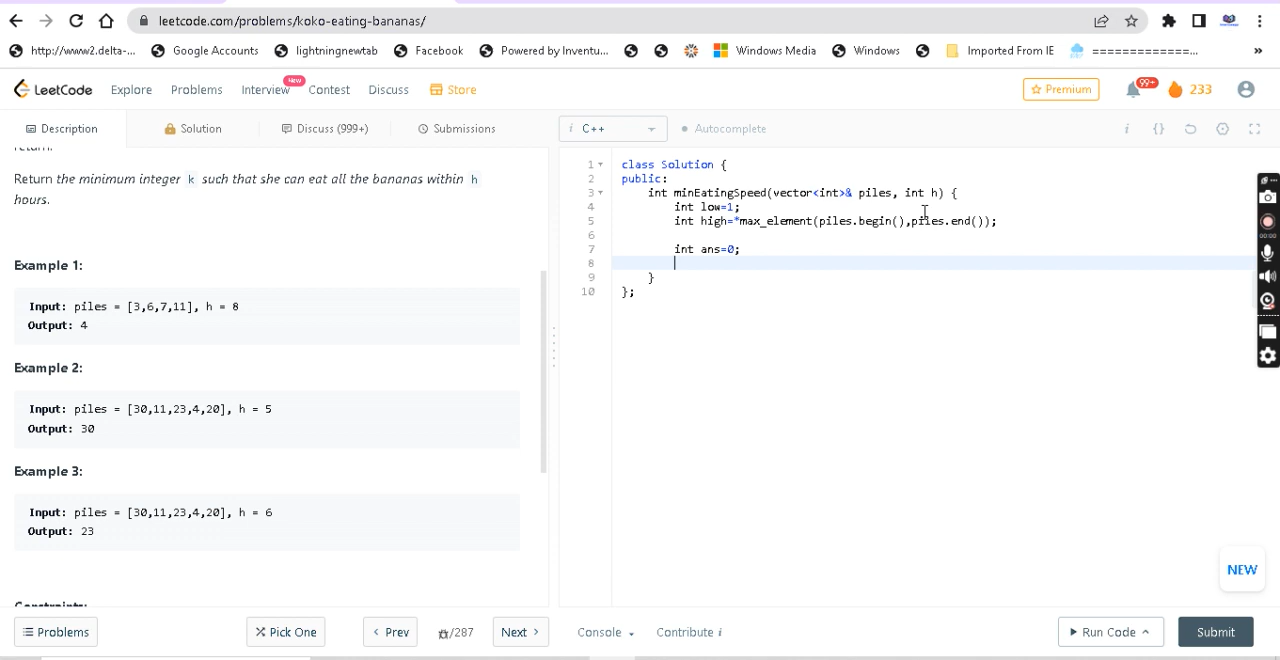 leetcode.com/problems/koko-eating-bananas/
http://www2.delta-... Google Accounts lightningnewtab Facebook Powered by Inventu... Windows Media Windows Imported From IE =============... »
LeetCode Explore Problems Interview New Contest Discuss Store Premium 99+ 233
Description Solution Discuss (999+) Submissions i C++ Autocomplete i {}
return.
Return the minimum integer k such that she can eat all the bananas within h
hours.
Example 1:
Input: piles = [3,6,7,11], h = 8
Output: 4
Example 2:
Input: piles = [30,11,23,4,20], h = 5
Output: 30
Example 3:
Input: piles = [30,11,23,4,20], h = 6
Output: 23
Constraints:
1 class Solution {
2 public:
3 int minEatingSpeed(vector<int>& piles, int h) {
4 int low=1;
5 int high=*max_element(piles.begin(),piles.end());
6
7 int ans=0;
8
9 }
10 };
00:00
NEW
Problems Pick One < Prev /287 Next > Console Contribute i Run Code Submit